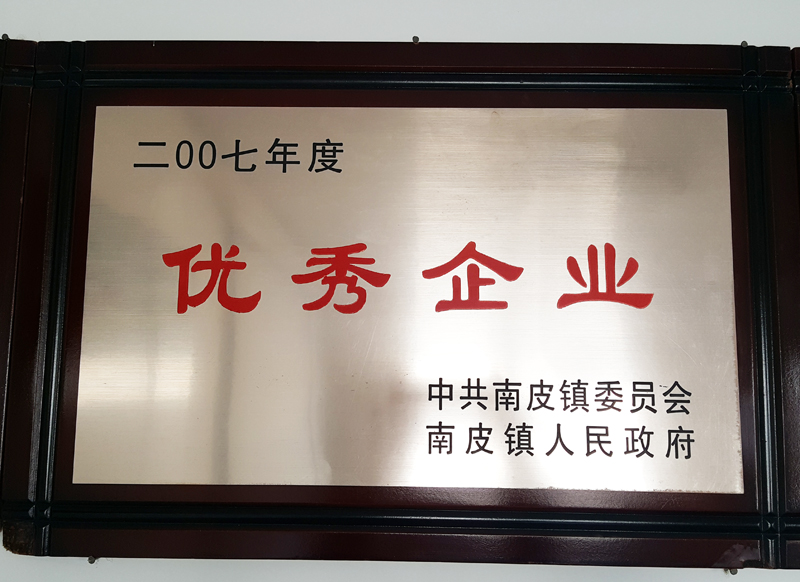 二00七年度
优秀企业
中共南皮镇委员会
南皮镇人民政府